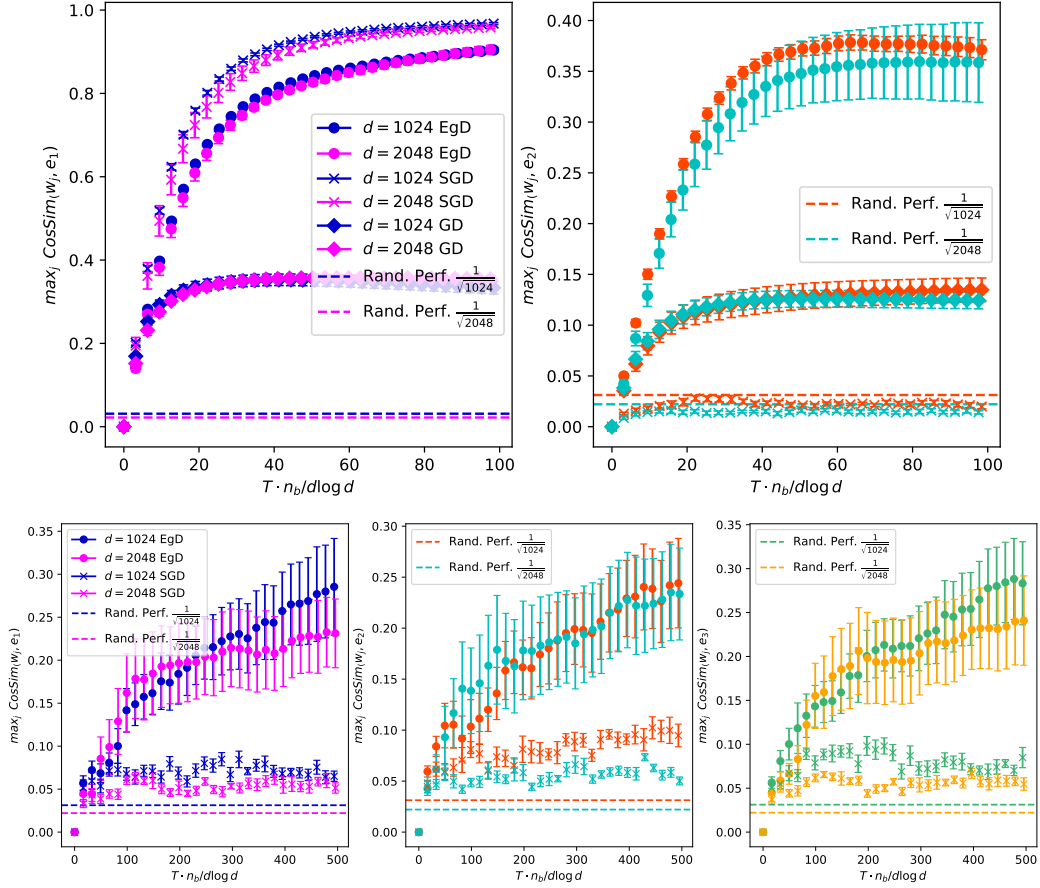 1.0
0.8
0.6
0.4
0.2
0.0
max_j CosSim(w_j, e_1)
d = 1024 EgD
d = 2048 EgD
d = 1024 SGD
d = 2048 SGD
d = 1024 GD
d = 2048 GD
Rand. Perf. 1/√1024
Rand. Perf. 1/√2048
0 20 40 60 80 100
T · n_b/dlog d
0.40
0.35
0.30
0.25
0.20
0.15
0.10
0.05
0.00
max_j CosSim(w_j, e_2)
Rand. Perf. 1/√1024
Rand. Perf. 1/√2048
0 20 40 60 80 100
T · n_b/dlog d
0.35
0.30
0.25
0.20
0.15
0.10
0.05
0.00
max_j CosSim(w_j, e_1)
d = 1024 EgD
d = 2048 EgD
d = 1024 SGD
d = 2048 SGD
Rand. Perf. 1/√1024
Rand. Perf. 1/√2048
0 100 200 300 400 500
T · n_b/dlog d
0.30
0.25
0.20
0.15
0.10
0.05
0.00
max_j CosSim(w_j, e_2)
Rand. Perf. 1/√1024
Rand. Perf. 1/√2048
0 100 200 300 400 500
T · n_b/dlog d
0.35
0.30
0.25
0.20
0.15
0.10
0.05
0.00
max_j CosSim(w_j, e_3)
Rand. Perf. 1/√1024
Rand. Perf. 1/√2048
0 100 200 300 400 500
T · n_b/dlog d